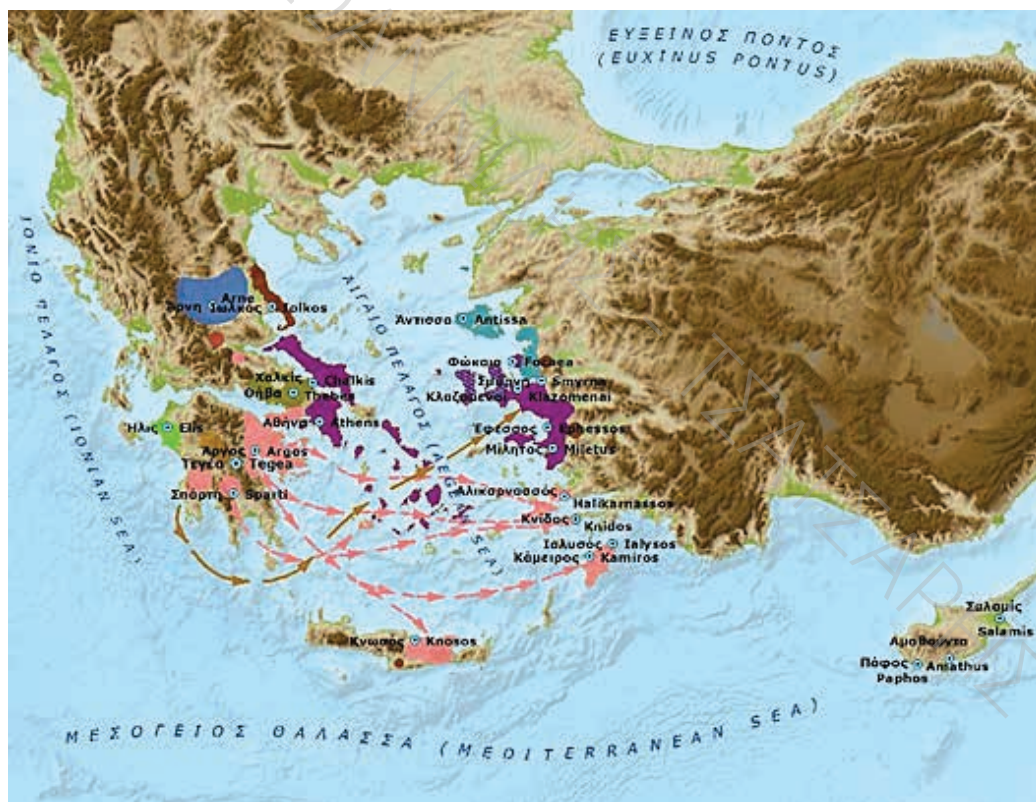 ΕΥΞΕΙΝΟΣ ΠΟΝΤΟΣ
(EUXINUS PONTUS)
ΙΟΝΙΟ ΠΕΛΑΓΟΣ (IONIAN SEA)
ΑΙΓΑΙΟ ΠΕΛΑΓΟΣ (AEGEAN SEA)
Άρνη Arne
Ιωλκός Iolkos
Άντισσα Antissa
Φώκαια Focaea
Χαλκίς Chalkis
Σμύρνη Smyrna
Θήβα Thebes
Κλαζομεναί Klazomenai
Ήλις Elis
Αθήνα Athens
Έφεσσος Ephessos
Άργος Argos
Μίλητος Miletus
Τεγέα Tegea
Σπάρτη Sparti
Αλικαρνασσός
Halikarnassos
Κνίδος Knidos
Ιαλυσός Ialysos
Κάμειρος Kamiros
Κνωσος Knosos
Σαλαμίς
Salamis
Αμαθούντα
Amathus
Πάφος
Paphos
ΜΕΣΟΓΕΙΟΣ ΘΑΛΑΣΣΑ (MEDITERRANEAN SEA)